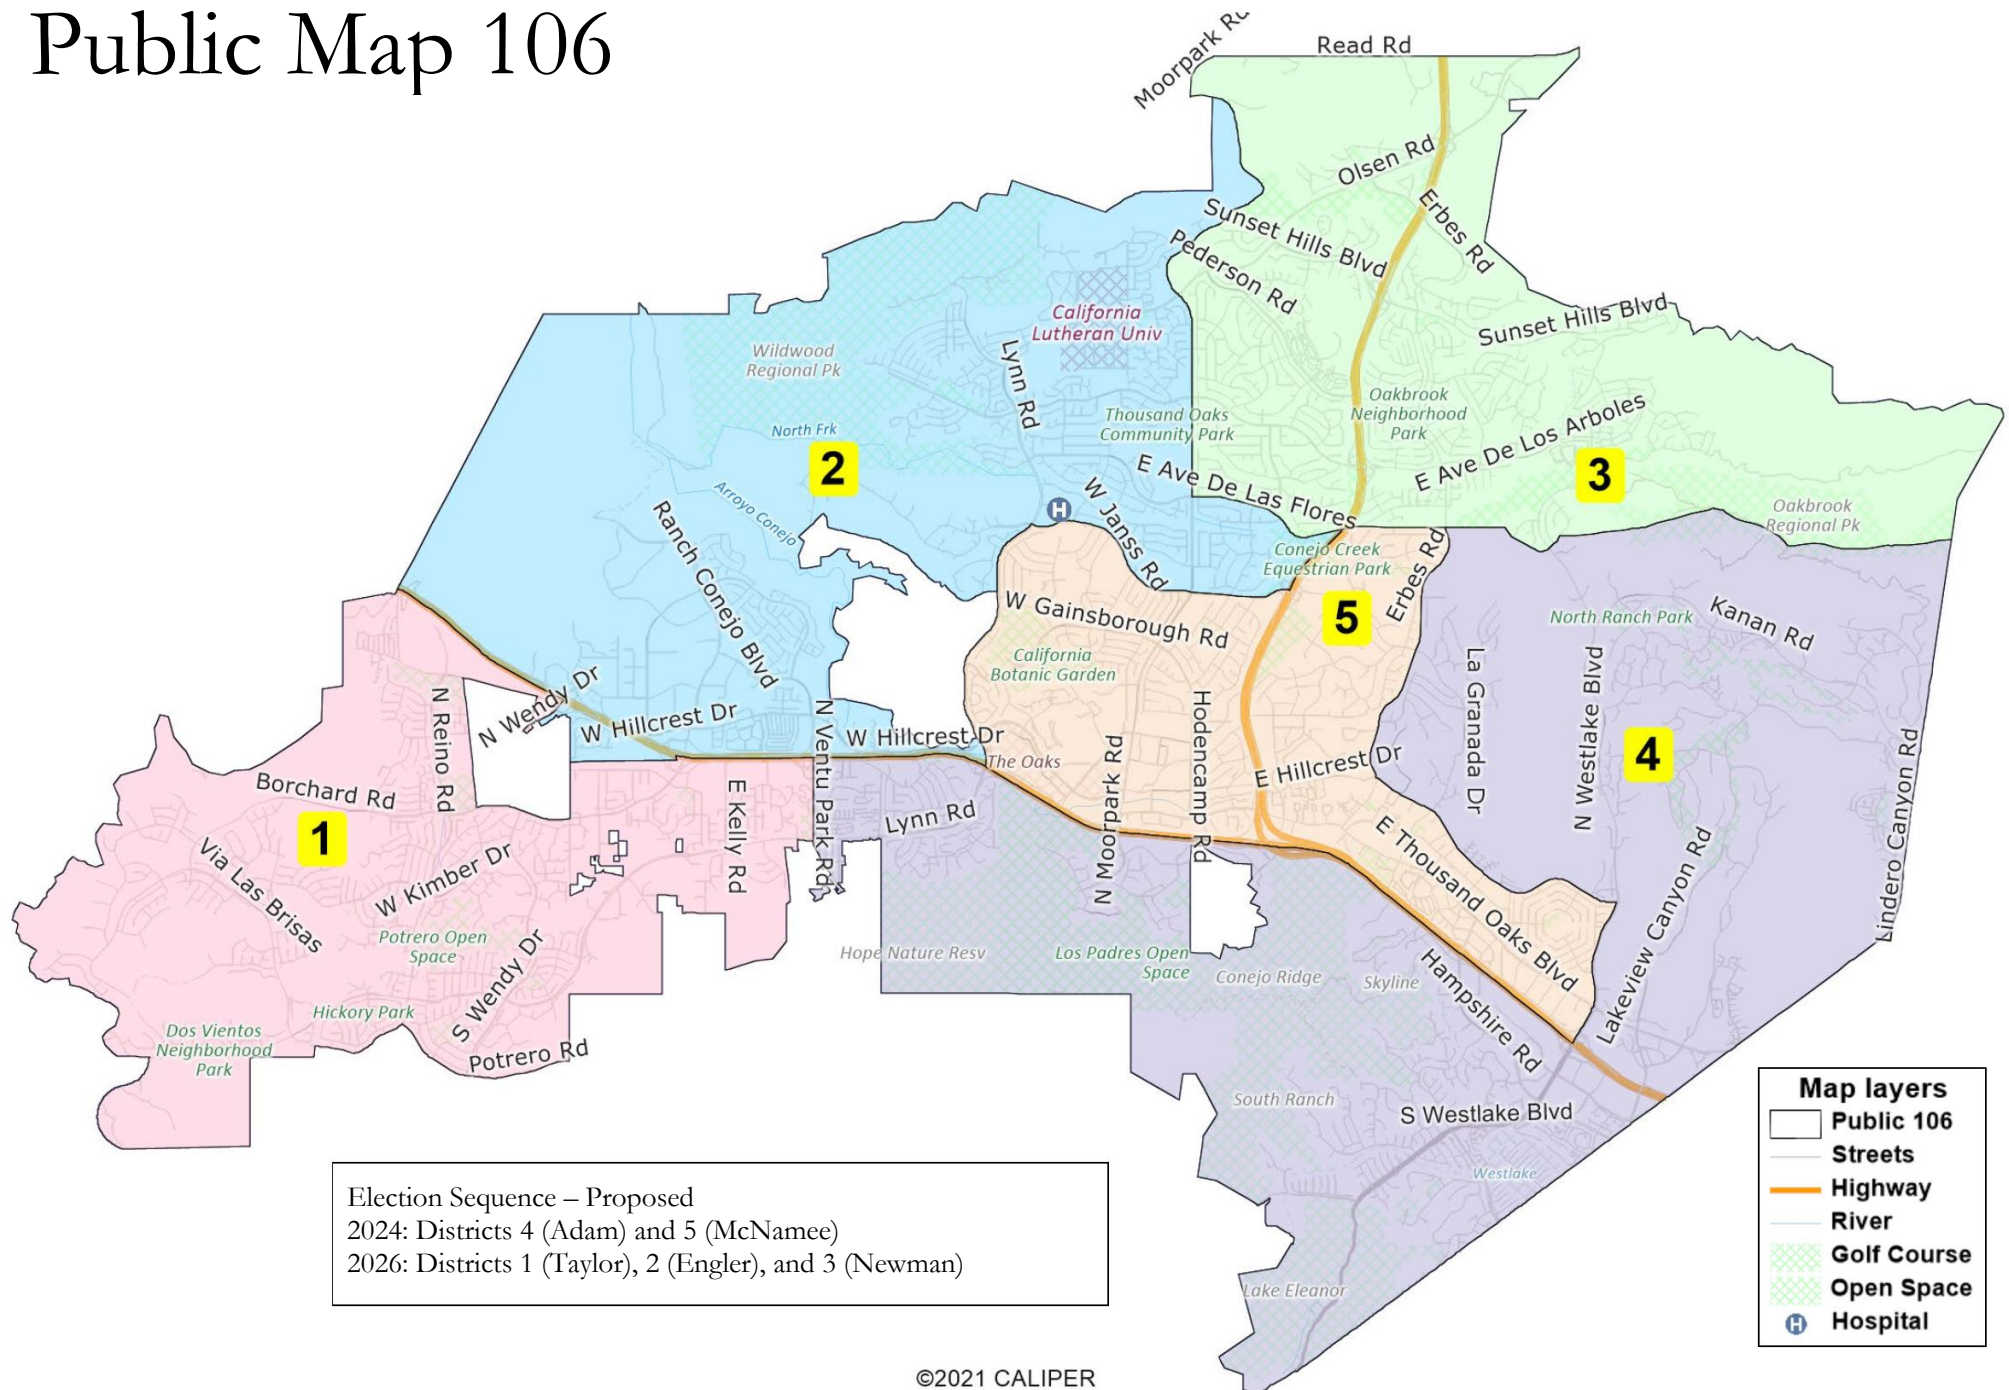 Public Map 106
Moorpark Rd
Read Rd
Olsen Rd
Erbes Rd
Sunset Hills Blvd
Pederson Rd
Sunset Hills Blvd
California
Lutheran Univ
Wildwood
Regional Pk
Lynn Rd
Oakbrook
Neighborhood
Park
Thousand Oaks
Community Park
E Ave De Los Arboles
North Frk
2
3
E Ave De Las Flores
W Janss Rd
H
Arroyo Conejo
Ranch Conejo Blvd
Oakbrook
Regional Pk
Conejo Creek
Equestrian Park
Erbes Rd
W Gainsborough Rd
5
North Ranch Park
Kanan Rd
California
Botanic Garden
La Granada Dr
N Westlake Blvd
N Reino Rd
N Wendy Dr
W Hillcrest Dr
N Ventu Park Rd
W Hillcrest Dr
The Oaks
N Moorpark Rd
Hodencamp Rd
E Hillcrest Dr
4
Lindero Canyon Rd
Borchard Rd
1
E Kelly Rd
Lynn Rd
Via Las Brisas
W Kimber Dr
E Thousand Oaks Blvd
Lakeview Canyon Rd
Potrero Open
Space
S Wendy Dr
Hope Nature Resv
Los Padres Open
Space
Conejo Ridge
Skyline
Hampshire Rd
Hickory Park
Dos Vientos
Neighborhood
Park
Potrero Rd
South Ranch
S Westlake Blvd
Westlake
Lake Eleanor
Election Sequence – Proposed
2024: Districts 4 (Adam) and 5 (McNamee)
2026: Districts 1 (Taylor), 2 (Engler), and 3 (Newman)
Map layers
Public 106
Streets
Highway
River
Golf Course
Open Space
H Hospital
©2021 CALIPER